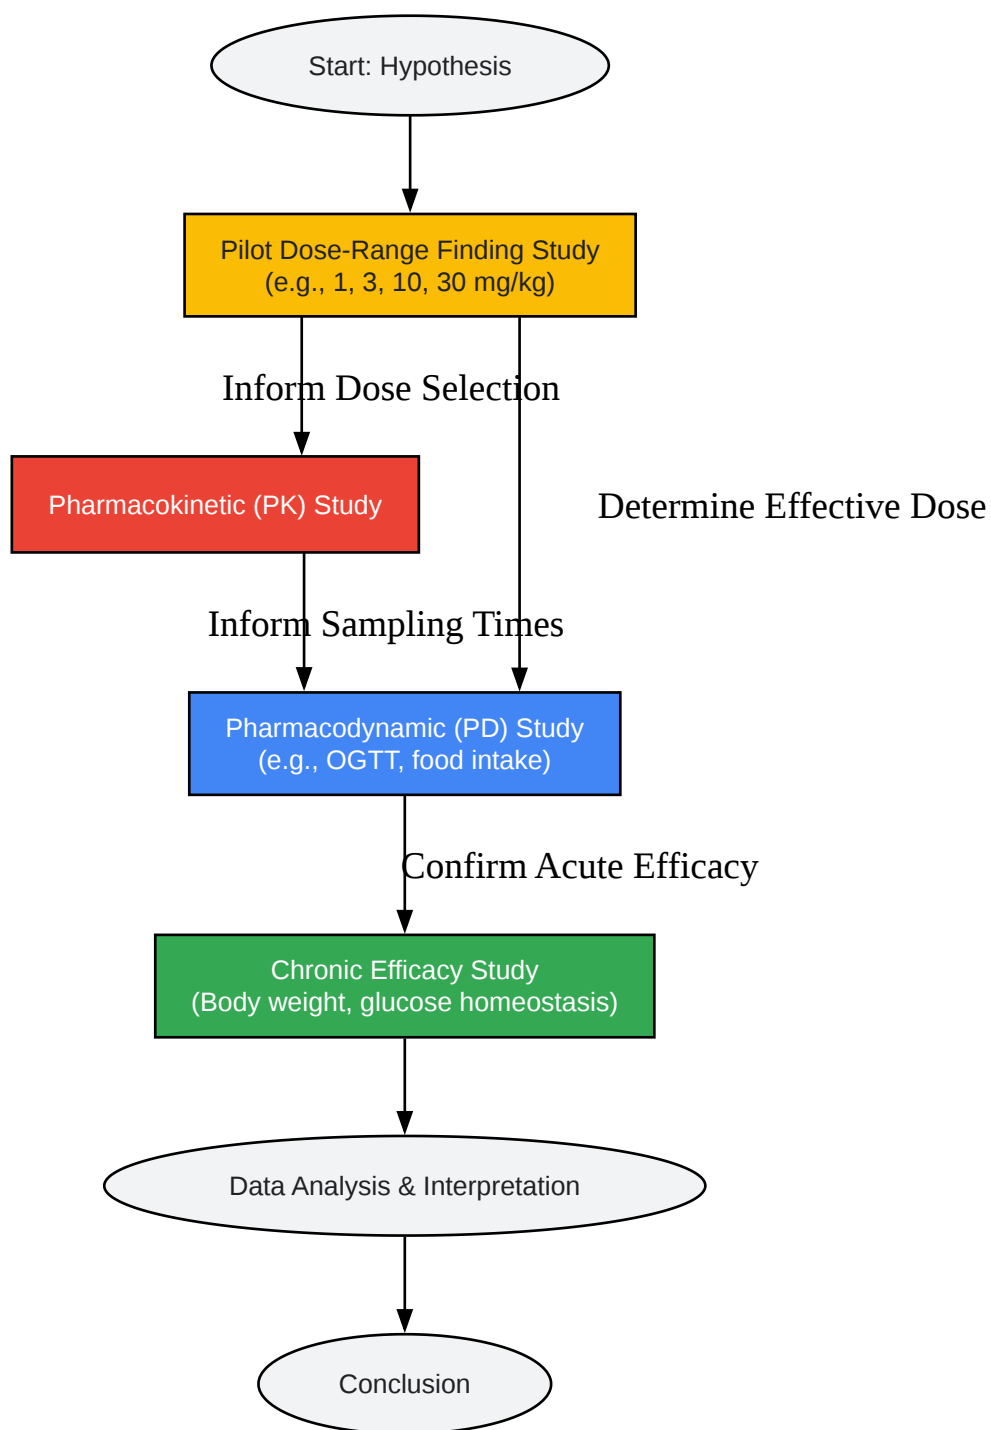 Start: Hypothesis
Pilot Dose-Range Finding Study
(e.g., 1, 3, 10, 30 mg/kg)
Inform Dose Selection
Pharmacokinetic (PK) Study
Determine Effective Dose
Inform Sampling Times
Pharmacodynamic (PD) Study
(e.g., OGTT, food intake)
Confirm Acute Efficacy
Chronic Efficacy Study
(Body weight, glucose homeostasis)
Data Analysis & Interpretation
Conclusion